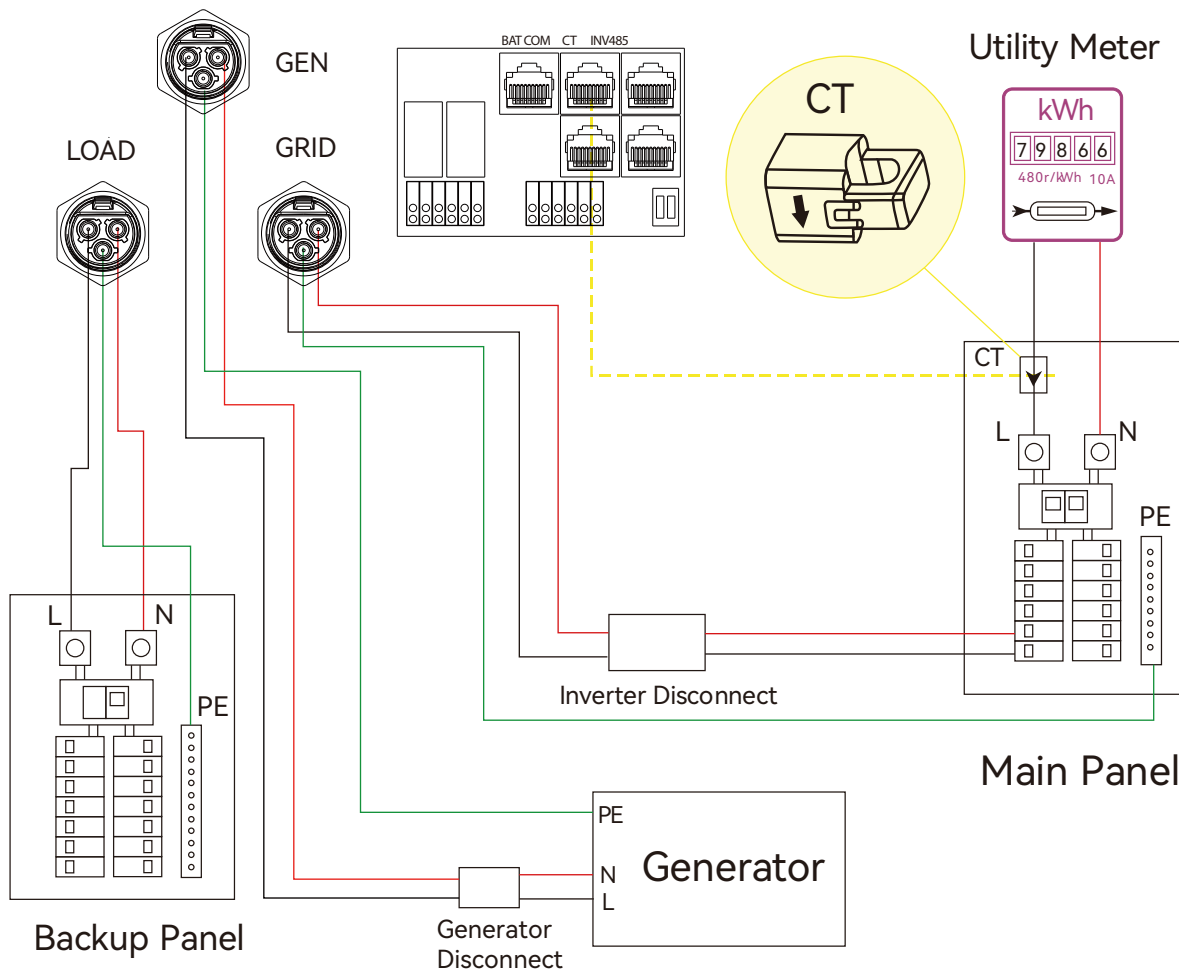 GEN
BAT COM CT INV485
Utility Meter
CT
kWh
79866
480r/kWh 10A
LOAD
GRID
CT
L
N
PE
L
N
PE
Inverter Disconnect
Main Panel
PE
Generator
N
L
Generator
Disconnect
Backup Panel